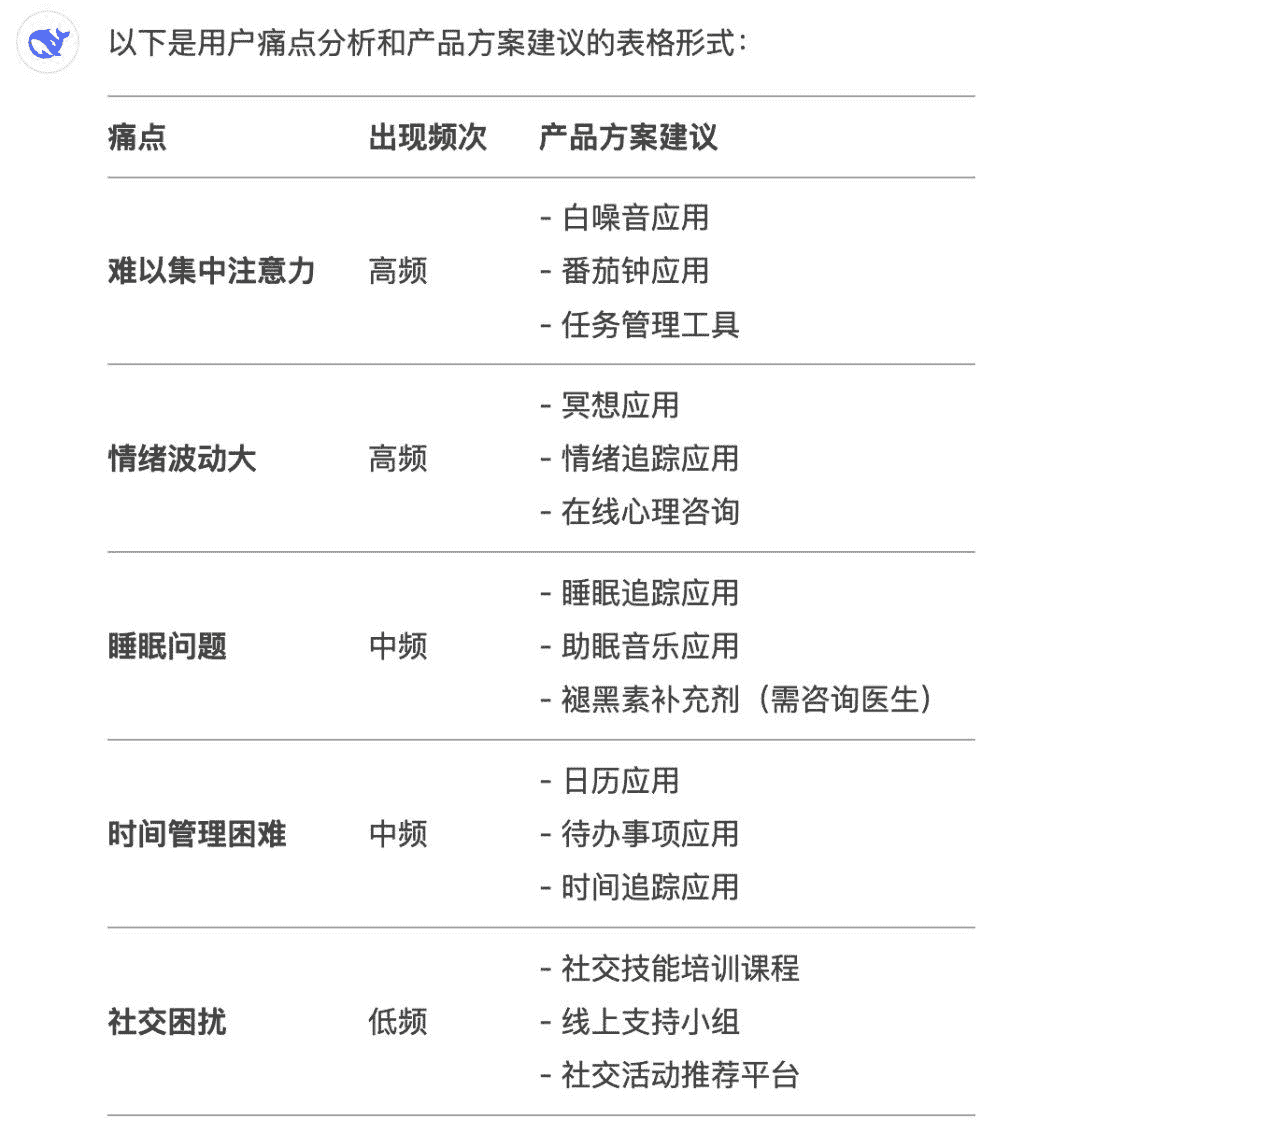 以下是用户痛点分析和产品方案建议的表格形式：
痛点 出现频次 产品方案建议
- 白噪音应用
难以集中注意力 高频 - 番茄钟应用
- 任务管理工具
- 冥想应用
情绪波动大 高频 - 情绪追踪应用
- 在线心理咨询
- 睡眠追踪应用
睡眠问题 中频 - 助眠音乐应用
- 褪黑素补充剂（需咨询医生）
- 日历应用
时间管理困难 中频 - 待办事项应用
- 时间追踪应用
- 社交技能培训课程
社交困扰 低频 - 线上支持小组
- 社交活动推荐平台